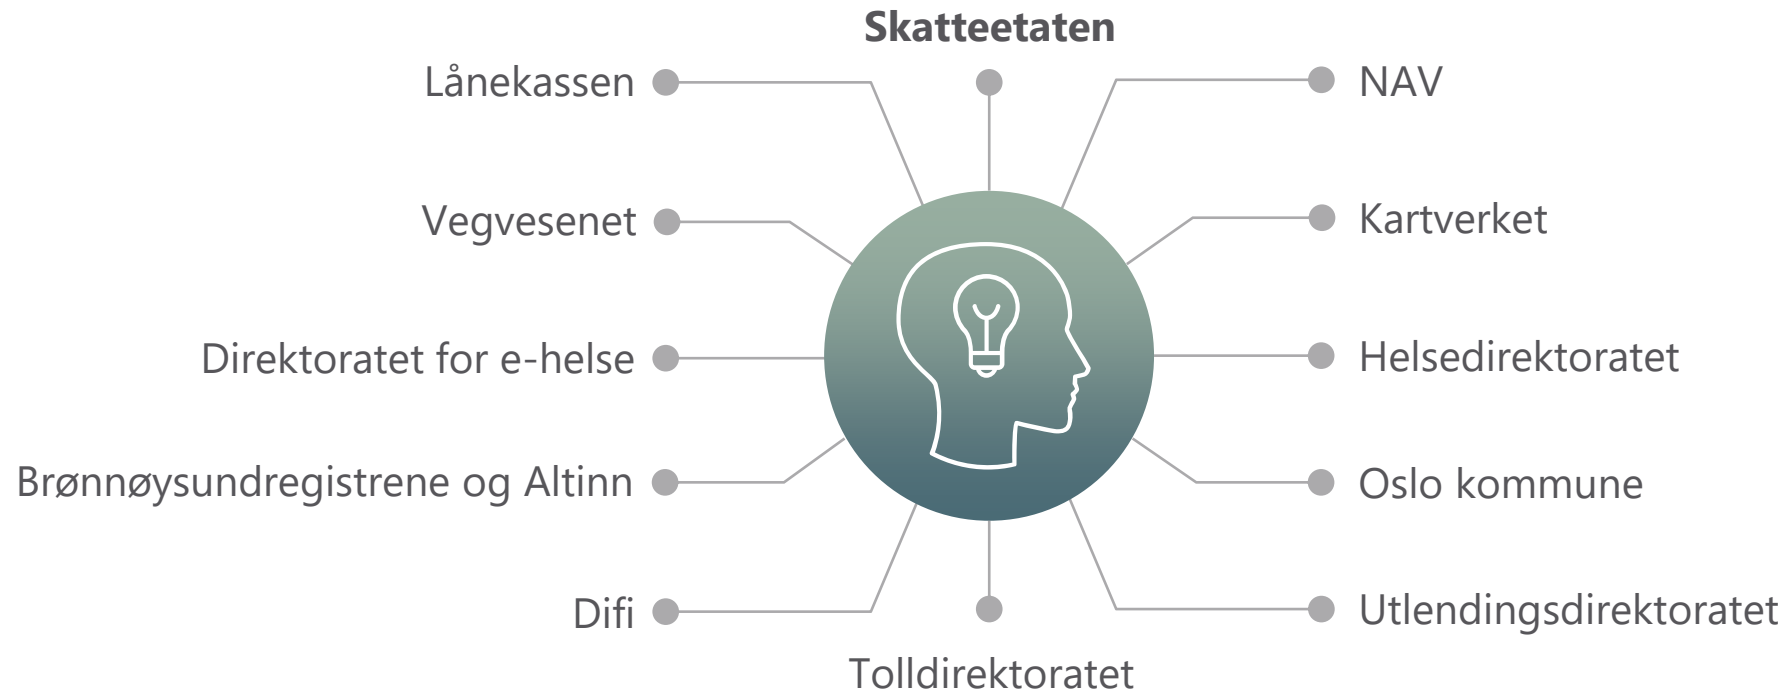 Skatteetaten
Lånekassen
NAV
Vegvesenet
Kartverket
Direktoratet for e-helse
Helsedirektoratet
Brønnøysundregistrene og Altinn
Oslo kommune
Difi
Utlendingsdirektoratet
Tolldirektoratet